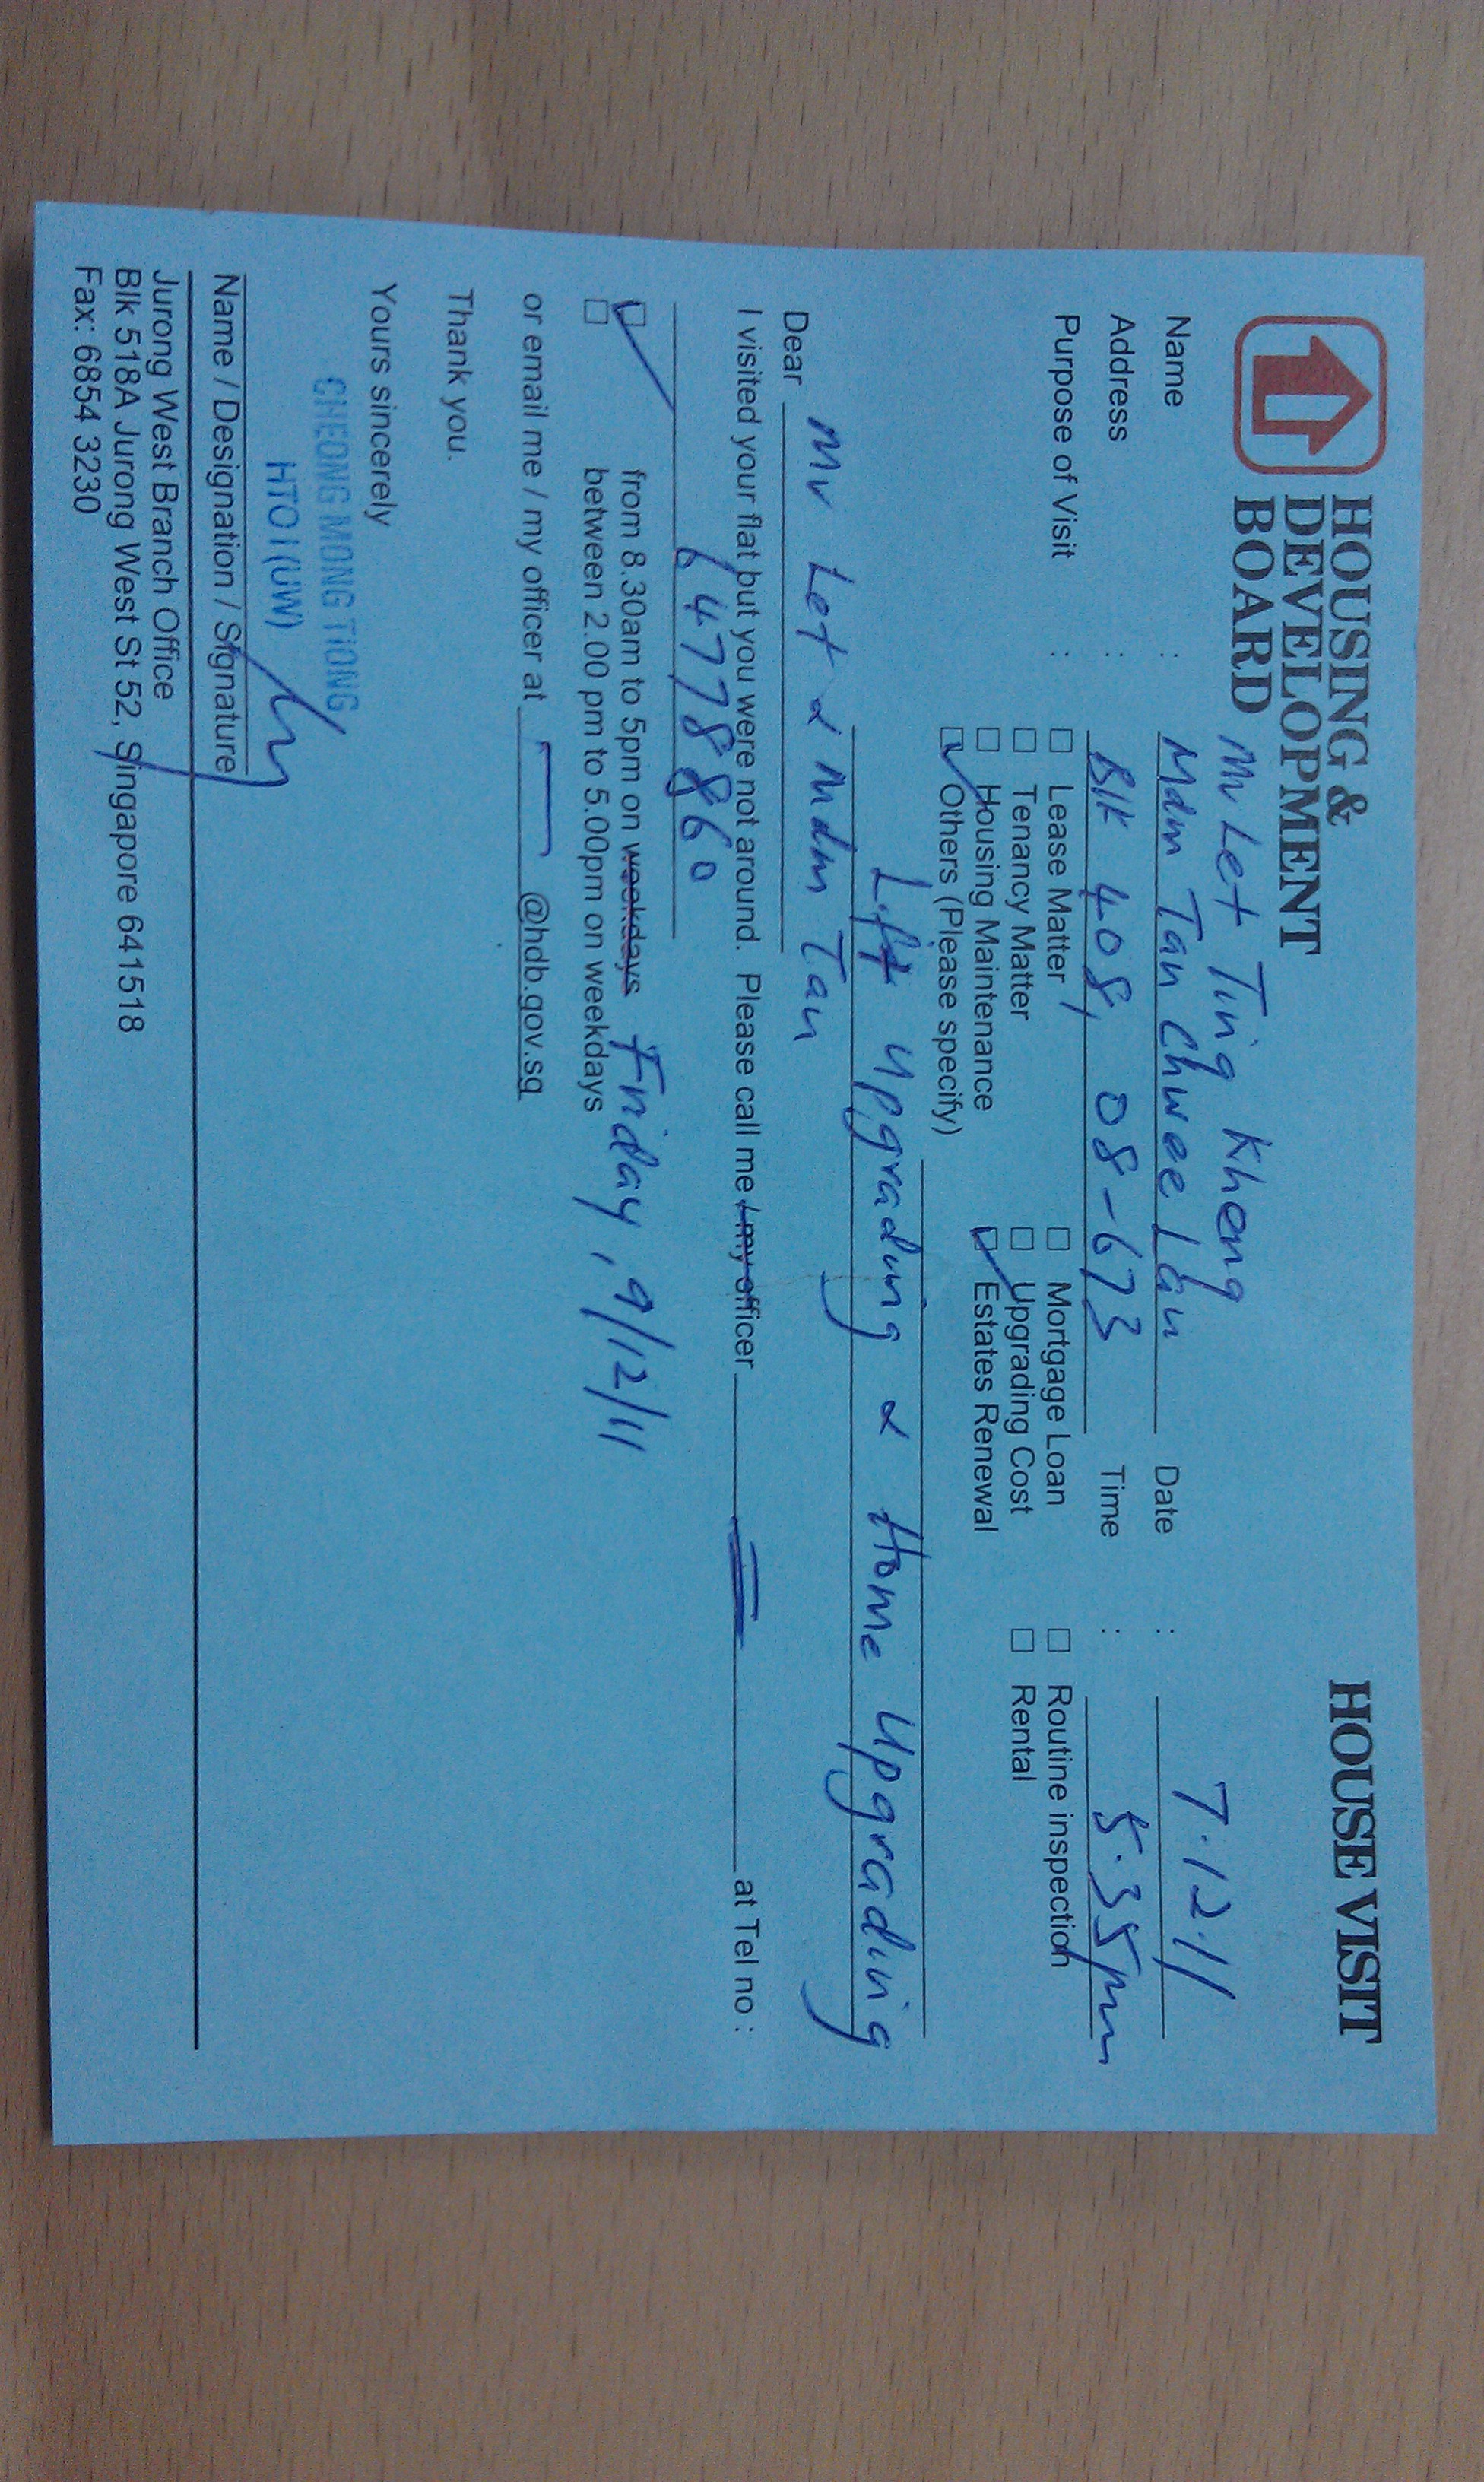 HOUSING & DEVELOPMENT BOARD
HOUSE VISIT
Mr Let Ting Kheng
Name : Mdm Tan Chwee Lan Date : 7.12.11
Address : Blk 408, 08-673 Time : 5.35pm
Purpose of Visit : Lease Matter Mortgage Loan Routine inspection
Tenancy Matter Upgrading Cost Rental
Housing Maintenance Estates Renewal
Others (Please specify)
Lift Upgrading & Home Upgrading
Dear Mr Let & Mdm Tan
I visited your flat but you were not around. Please call me / my officer at Tel no :
64778860
from 8.30am to 5pm on weekdays Friday, 9/12/11
between 2.00 pm to 5.00pm on weekdays
or email me / my officer at @hdb.gov.sg
Thank you.
Yours sincerely
CHEONG MONG TIONG
HTO I (UW)
Name / Designation / Signature
Jurong West Branch Office
Blk 518A Jurong West St 52, Singapore 641518
Fax: 6854 3230